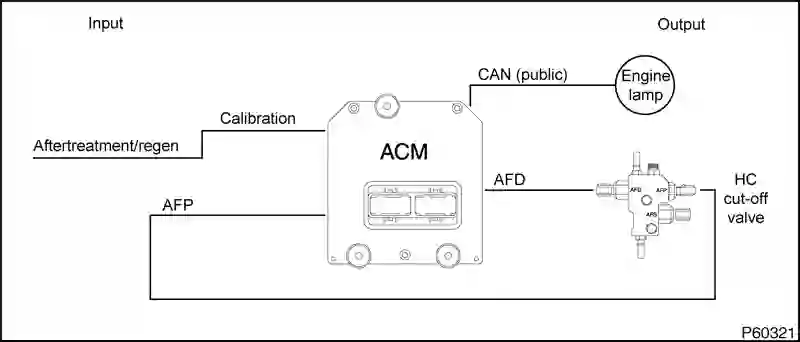 Input
Output
CAN (public)
Engine
lamp
Calibration
Aftertreatment/regen
ACM
AFD
AFD
AFP
AFS
HC
cut-off
valve
AFP
P60321